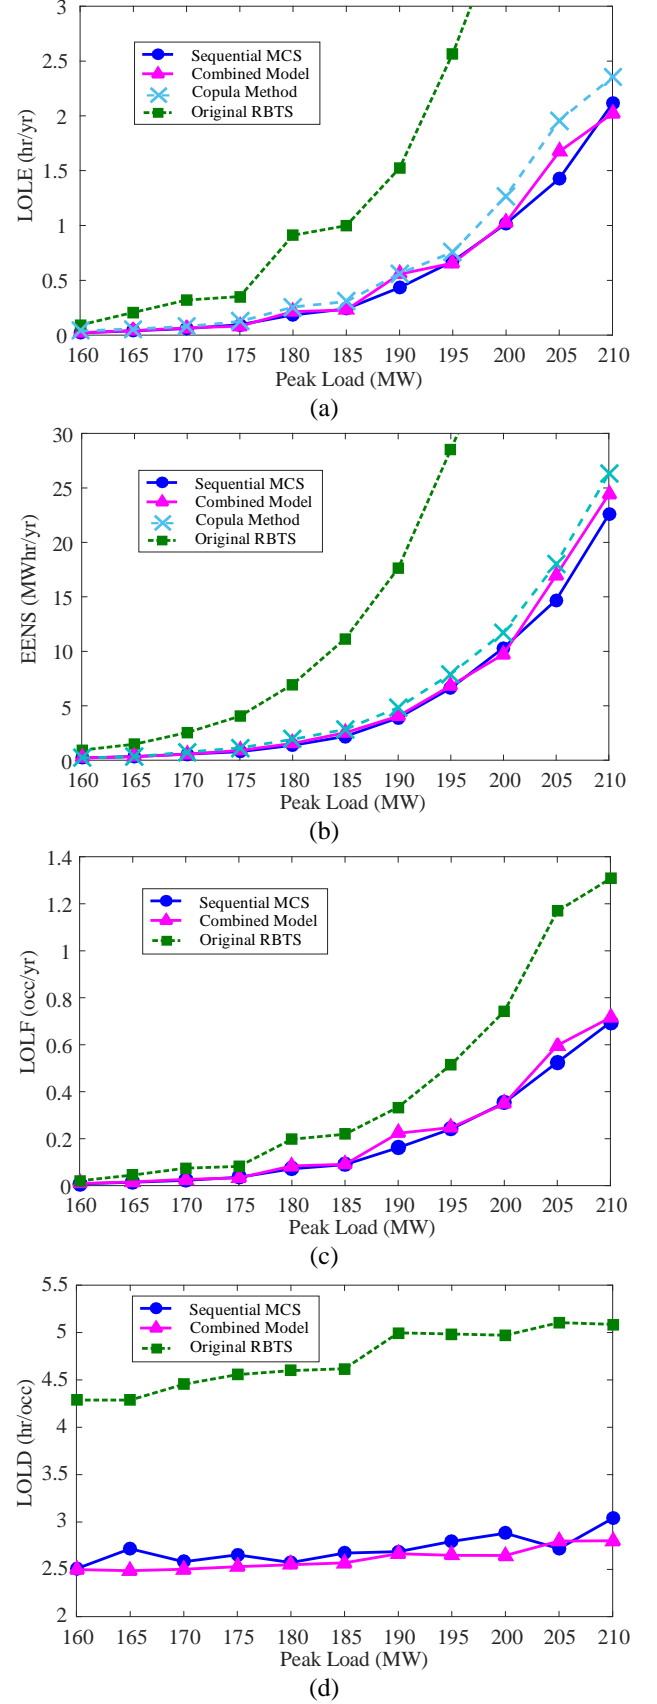 3
2.5
2
1.5
1
0.5
0
LOLE (hr/yr)
Sequential MCS
Combined Model
Copula Method
Original RBTS
160 165 170 175 180 185 190 195 200 205 210
Peak Load (MW)
(a)
30
25
20
15
10
5
0
EENS (MWhr/yr)
Sequential MCS
Combined Model
Copula Method
Original RBTS
160 165 170 175 180 185 190 195 200 205 210
Peak Load (MW)
(b)
1.4
1.2
1
0.8
0.6
0.4
0.2
0
LOLF (occ/yr)
Sequential MCS
Combined Model
Original RBTS
160 165 170 175 180 185 190 195 200 205 210
Peak Load (MW)
(c)
5.5
5
4.5
4
3.5
3
2.5
2
LOLD (hr/occ)
Sequential MCS
Combined Model
Original RBTS
160 165 170 175 180 185 190 195 200 205 210
Peak Load (MW)
(d)